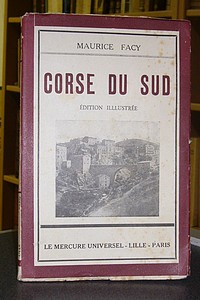 MAURICE FACY
CORSE DU SUD
ÉDITION ILLUSTRÉE
LE MERCURE UNIVERSEL - LILLE - PARIS